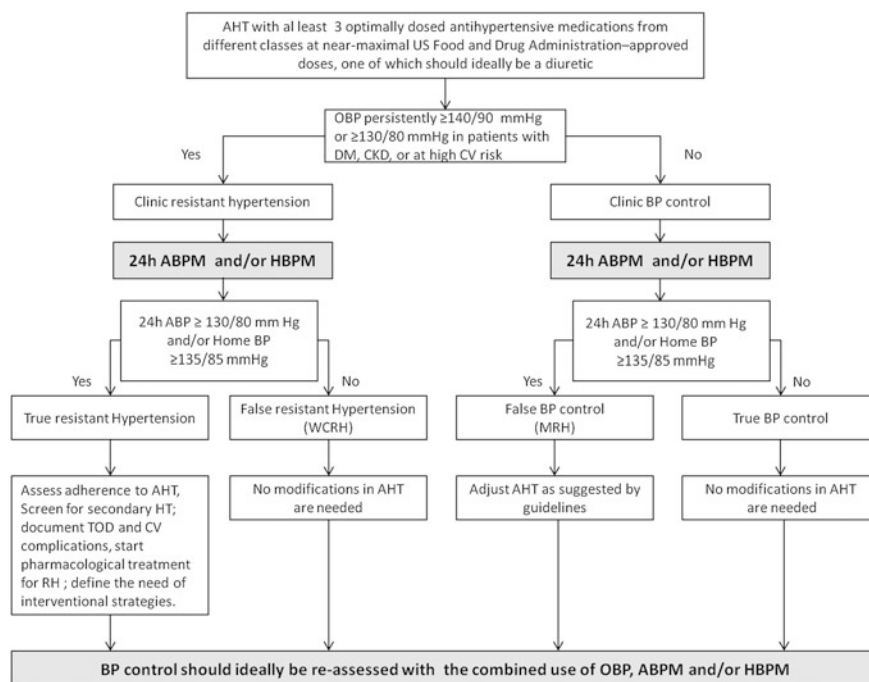 AHT with al least  3 optimally dosed antihypertensive medications from
different classes at near-maximal US Food and Drug Administration–approved
doses, one of which should ideally be a diuretic
OBP persistently ≥140/90  mmHg
or ≥130/80 mmHg in patients with
DM, CKD, or at high CV risk
Yes
No
Clinic resistant hypertension
Clinic BP control
24h ABPM  and/or HBPM
24h ABPM  and/or HBPM
24h ABP ≥ 130/80 mm Hg
and/or Home BP
≥135/85 mmHg
24h ABP ≥ 130/80 mm Hg
and/or Home BP
≥135/85 mmHg
Yes
No
Yes
No
True resistant Hypertension
False resistant Hypertension
(WCRH)
False BP control
(MRH)
True BP control
Assess adherence to AHT,
Screen for secondary HT;
document TOD and CV
complications, start
pharmacological treatment
for RH ; define the need of
interventional strategies.
No modifications in AHT
are needed
Adjust AHT as suggested by
guidelines
No modifications in AHT
are needed
BP control should ideally be re-assessed with  the combined use of OBP, ABPM and/or HBPM